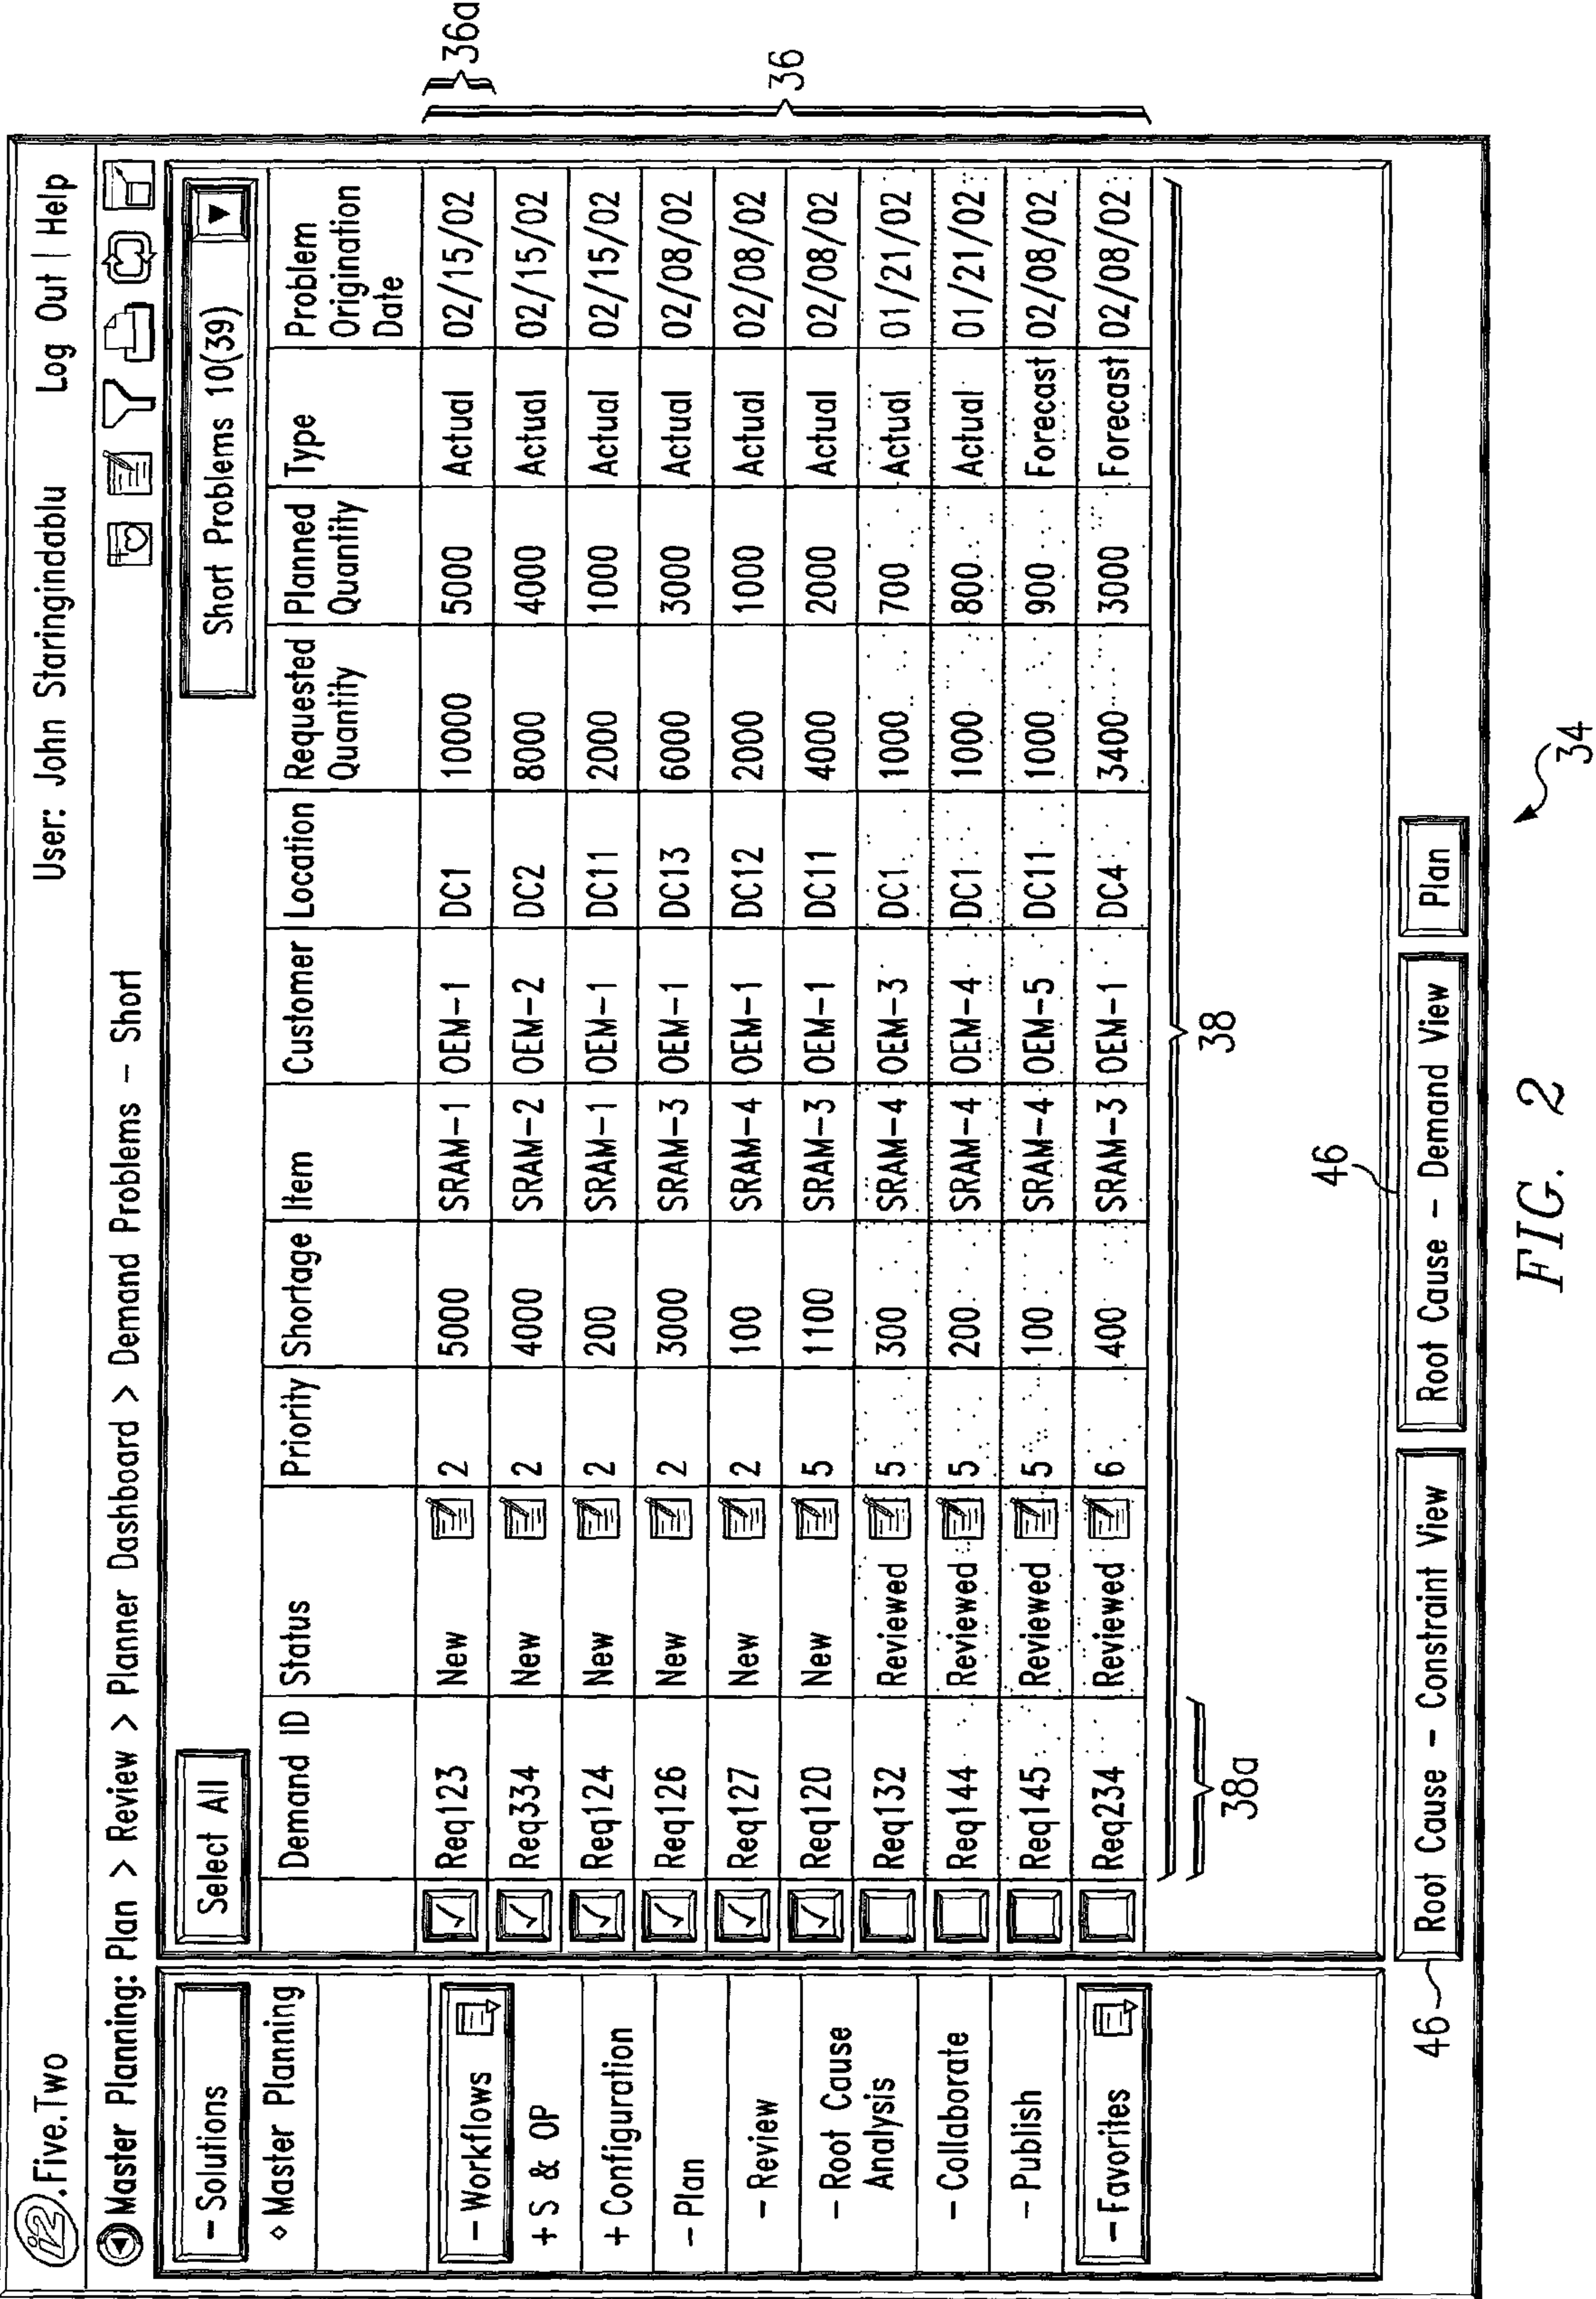 i2.Five.Two User: John Staringindablu Log Out | Help
Master Planning: Plan > Review > Planner Dashboard > Demand Problems – Short
– Solutions
⋄ Master Planning
– Workflows
+ S & OP
+ Configuration
– Plan
– Review
– Root Cause
Analysis
– Collaborate
– Publish
– Favorites
Select All Short Problems 10(39) ▼
Demand ID Status Priority Shortage Item Customer Location Requested Quantity Planned Quantity Type Problem Origination Date
✓ Req123 New 2 5000 SRAM–1 OEM–1 DC1 10000 5000 Actual 02/15/02
✓ Req334 New 2 4000 SRAM–2 OEM–2 DC2 8000 4000 Actual 02/15/02
✓ Req124 New 2 200 SRAM–1 OEM–1 DC11 2000 1000 Actual 02/15/02
✓ Req126 New 2 3000 SRAM–3 OEM–1 DC13 6000 3000 Actual 02/08/02
✓ Req127 New 2 100 SRAM–4 OEM–1 DC12 2000 1000 Actual 02/08/02
✓ Req120 New 5 1100 SRAM–3 OEM–1 DC11 4000 2000 Actual 02/08/02
Req132 Reviewed 5 300 SRAM–4 OEM–3 DC1 1000 700 Actual 01/21/02
Req144 Reviewed 5 200 SRAM–4 OEM–4 DC1 1000 800 Actual 01/21/02
Req145 Reviewed 5 100 SRAM–4 OEM–5 DC11 1000 900 Forecast 02/08/02
Req234 Reviewed 6 400 SRAM–3 OEM–1 DC4 3400 3000 Forecast 02/08/02
36a
36
38a
38
46
46
Root Cause – Constraint View Root Cause – Demand View Plan
34
FIG. 2